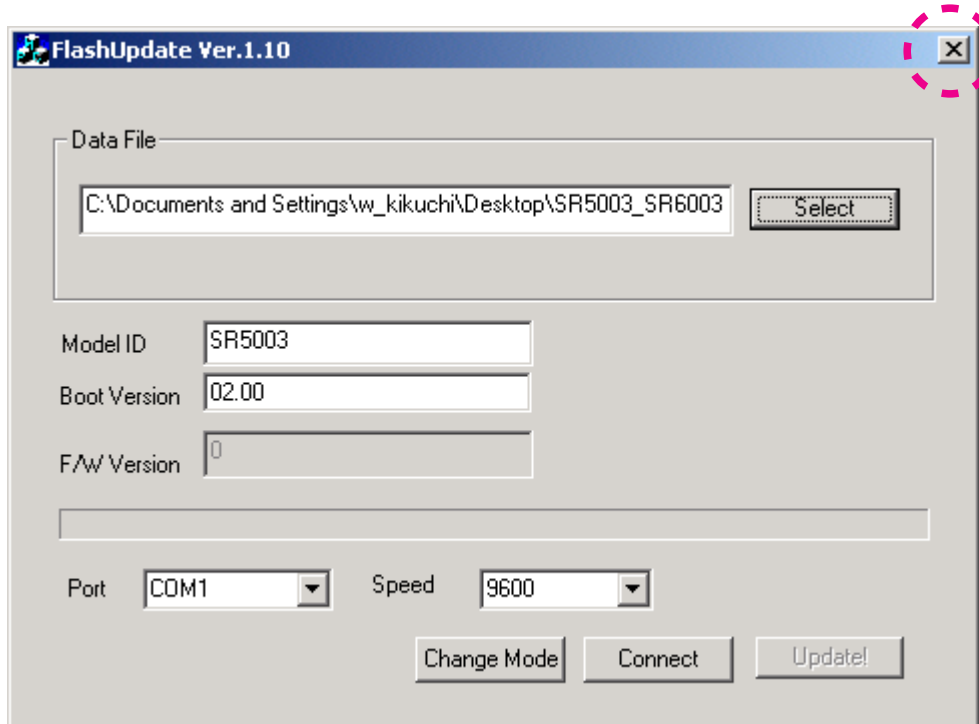 FlashUpdate Ver.1.10
Data File
C:\Documents and Settings\w_kikuchi\Desktop\SR5003_SR6003
Select
Model ID
SR5003
Boot Version
02.00
F/W Version
0
Port
COM1
Speed
9600
Change Mode
Connect
Update!